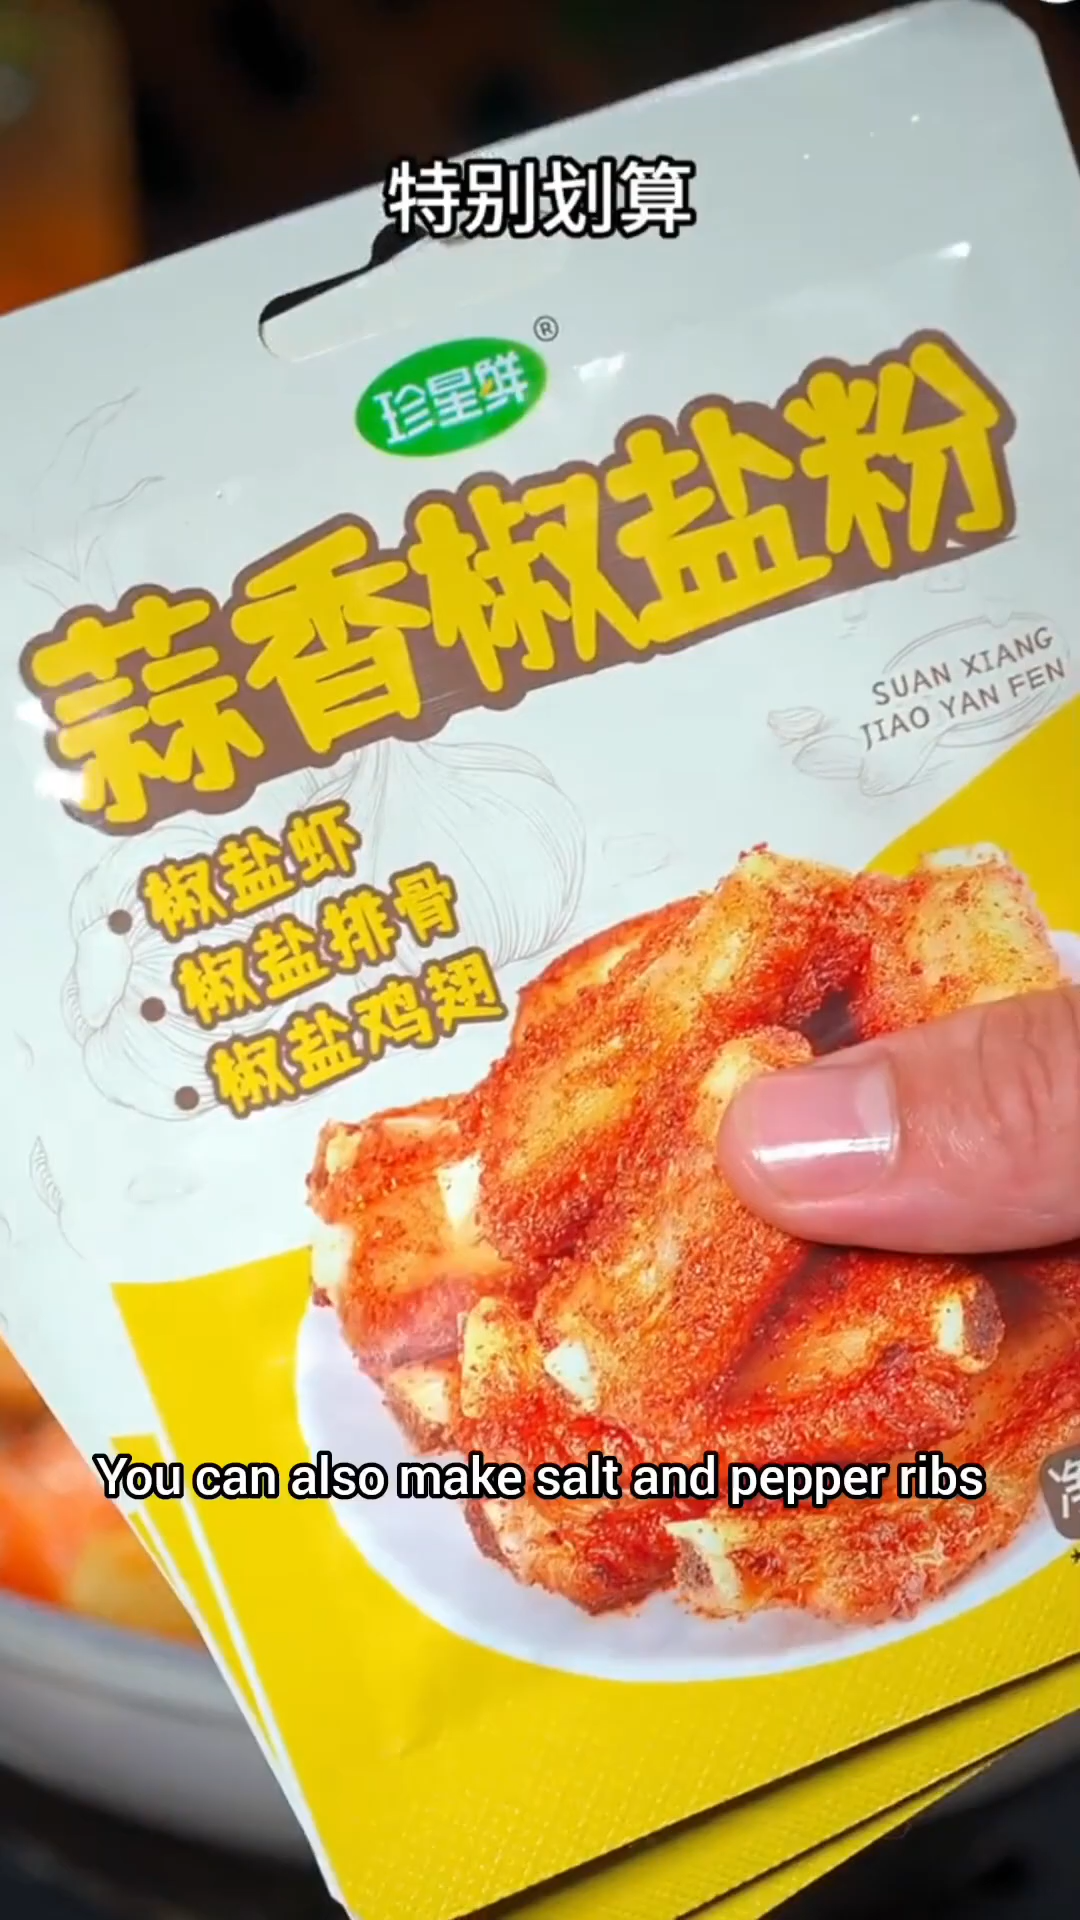 特别划算
珍星鲜
®
蒜香椒盐粉
SUAN XIANG
JIAO YAN FEN
• 椒盐虾
• 椒盐排骨
• 椒盐鸡翅
You can also make salt and pepper ribs